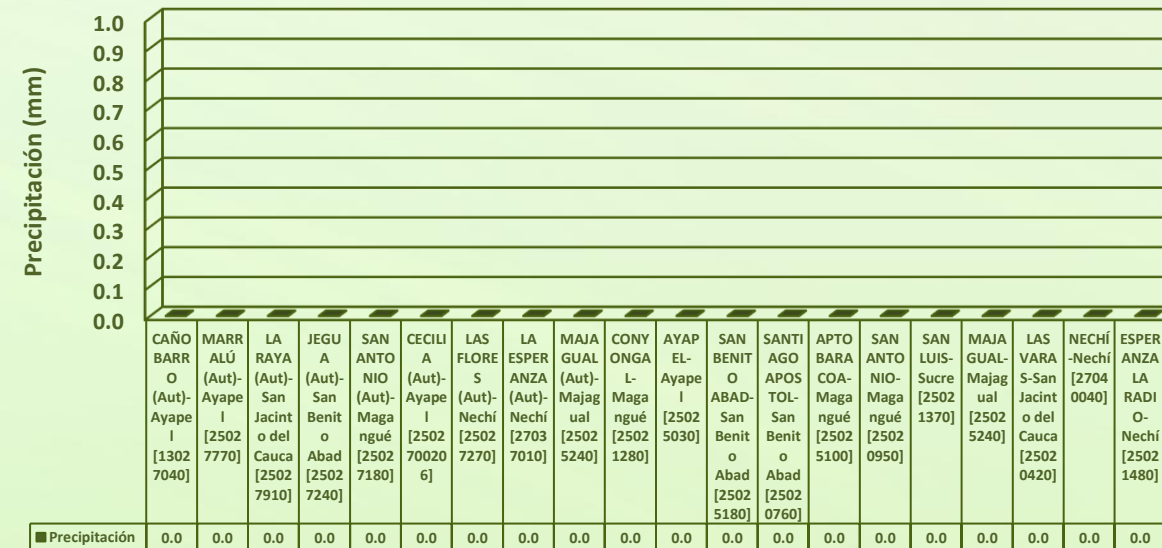 Precipitación (mm)
1.0
0.9
0.8
0.7
0.6
0.5
0.4
0.3
0.2
0.1
0.0
CAÑO
BARR
O
(Aut)-
Ayape
l
[1302
7040]
MARR
ALÚ
(Aut)-
Ayape
l
[2502
7770]
LA
RAYA
(Aut)-
San
Jacint
o del
Cauca
[2502
7910]
JEGU
A
(Aut)-
San
Benit
o
Abad
[2502
7240]
SAN
ANTO
NIO
(Aut)-
Maga
ngué
[2502
7180]
CECILI
A
(Aut)-
Ayape
l
[2502
70020
6]
LAS
FLORE
S
(Aut)-
Nechí
[2502
7270]
LA
ESPER
ANZA
(Aut)-
Nechí
[2703
7010]
MAJA
GUAL
(Aut)-
Majag
ual
[2502
5240]
CONY
ONGA
L-
Maga
ngué
[2502
1280]
AYAP
EL-
Ayape
l
[2502
5030]
SAN
BENIT
O
ABAD-
San
Benit
o
Abad
[2502
5180]
SANTI
AGO
APOS
TOL-
San
Benit
o
Abad
[2502
0760]
APTO
BARA
COA-
Maga
ngué
[2502
5100]
SAN
ANTO
NIO-
Maga
ngué
[2502
0950]
SAN
LUIS-
Sucre
[2502
1370]
MAJA
GUAL-
Majag
ual
[2502
5240]
LAS
VARA
S-San
Jacint
o del
Cauca
[2502
0420]
NECHÍ
-Nechí
[2704
0040]
ESPER
ANZA
LA
RADI
O-
Nechí
[2502
1480]
Precipitación 0.0 0.0 0.0 0.0 0.0 0.0 0.0 0.0 0.0 0.0 0.0 0.0 0.0 0.0 0.0 0.0 0.0 0.0 0.0 0.0